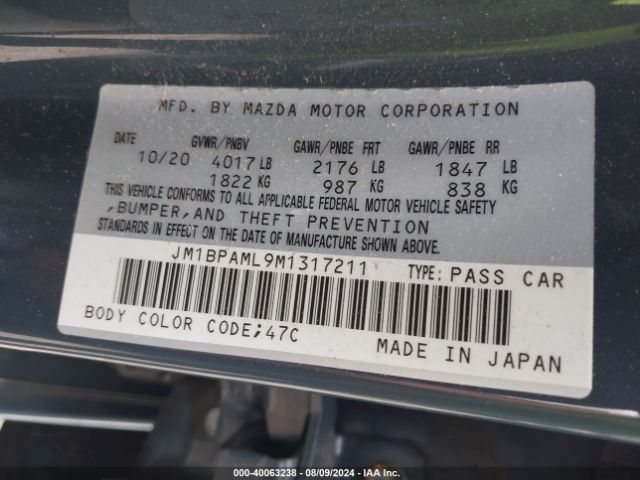 MFD. BY MAZDA MOTOR CORPORATION
DATE GVWR/PNBV GAWR/PNBE FRT GAWR/PNBE RR
10/20 4017 LB 2176 LB 1847 LB
1822 KG 987 KG 838 KG
THIS VEHICLE CONFORMS TO ALL APPLICABLE FEDERAL MOTOR VEHICLE SAFETY
,BUMPER,AND THEFT PREVENTION
STANDARDS IN EFFECT ON THE DATE OF MANUFACTURE SHOWN ABOVE.
JM1BPAML9M1317211 TYPE: PASS CAR
BODY COLOR CODE;47C
MADE IN JAPAN
000-40063238 - 08/09/2024 - IAA Inc.